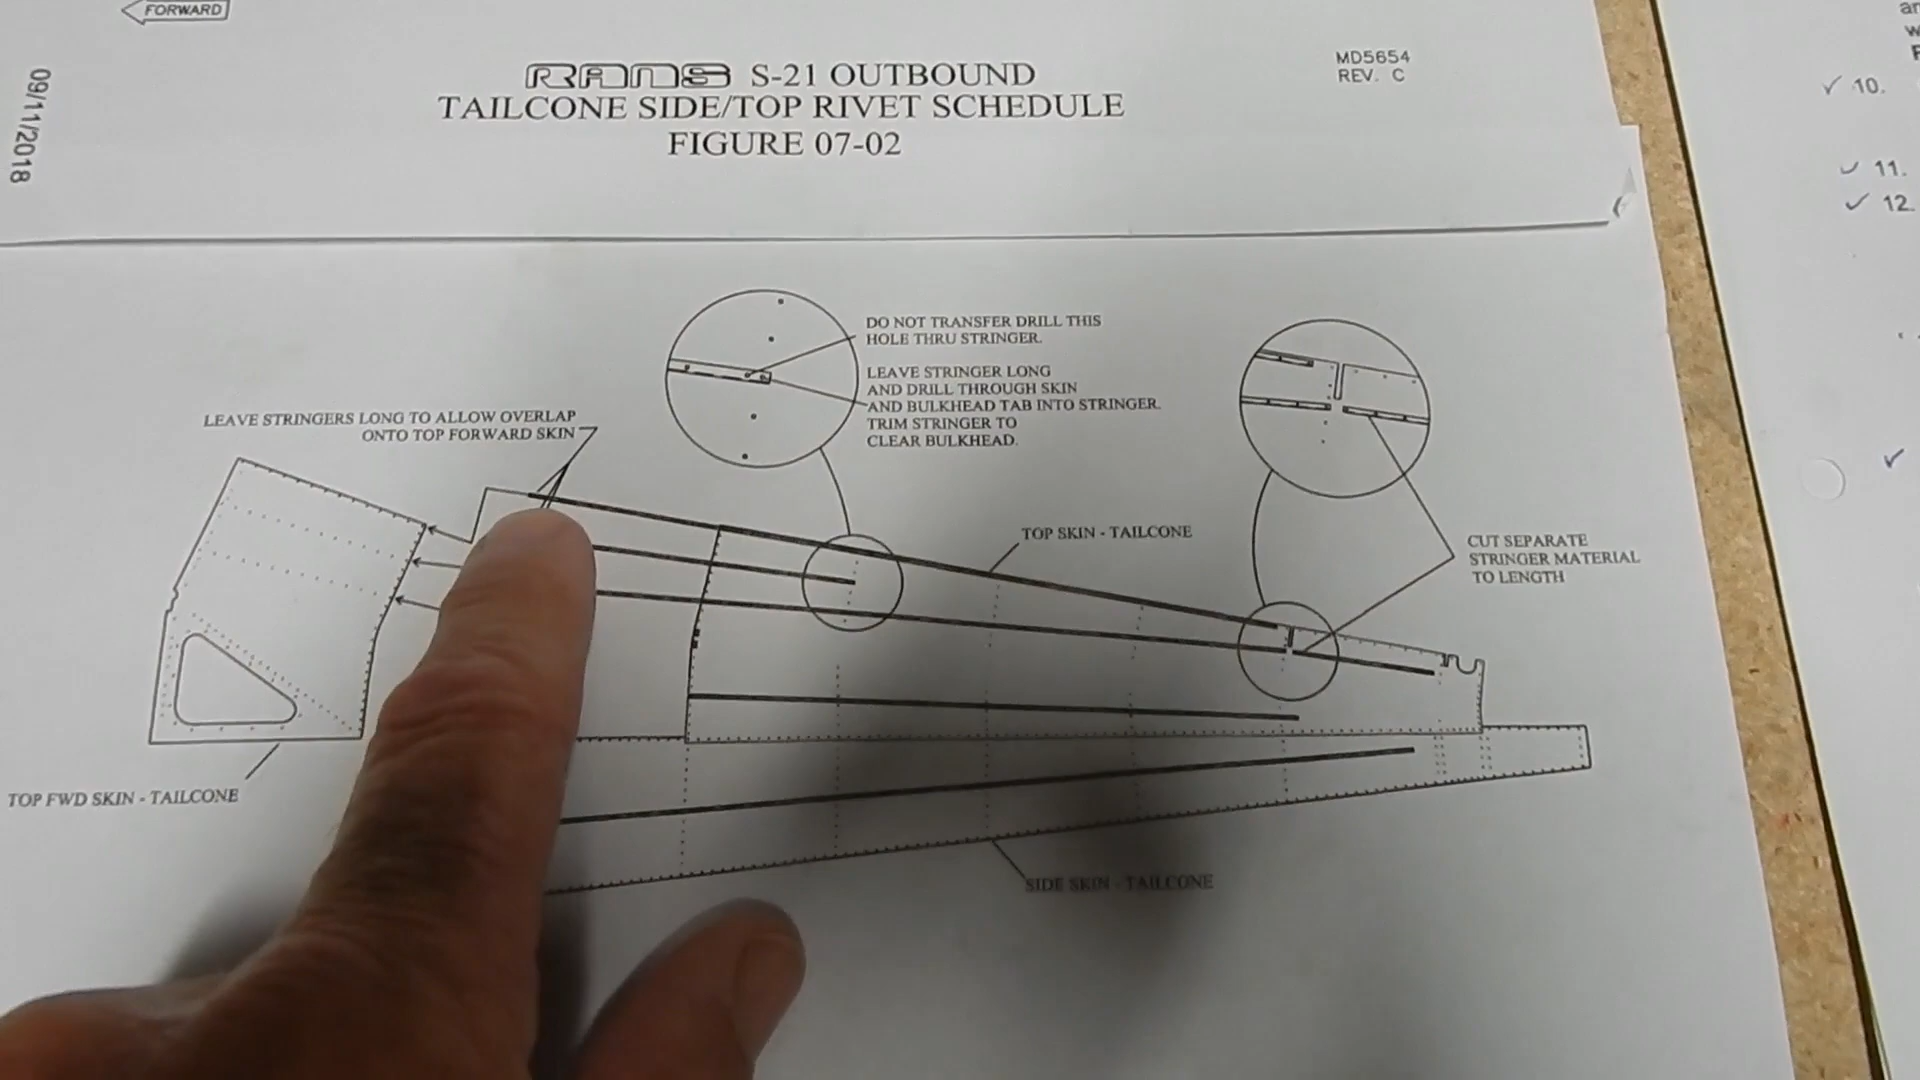 FORWARD
09/11/2018
RANS S-21 OUTBOUND
TAILCONE SIDE/TOP RIVET SCHEDULE
FIGURE 07-02
MD5654
REV. C
10.
11.
12.
DO NOT TRANSFER DRILL THIS
HOLE THRU STRINGER.
LEAVE STRINGER LONG
AND DRILL THROUGH SKIN
AND BULKHEAD TAB INTO STRINGER.
TRIM STRINGER TO
CLEAR BULKHEAD.
LEAVE STRINGERS LONG TO ALLOW OVERLAP
ONTO TOP FORWARD SKIN
TOP SKIN - TAILCONE
CUT SEPARATE
STRINGER MATERIAL
TO LENGTH
TOP FWD SKIN - TAILCONE
SIDE SKIN - TAILCONE